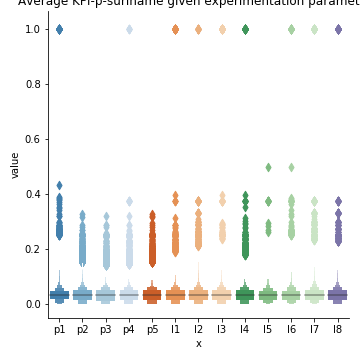 Average KPI-p-suriname given experimentation paramet
value
1.0
0.8
0.6
0.4
0.2
0.0
p1 p2 p3 p4 p5 l1 l2 l3 l4 l5 l6 l7 l8
x